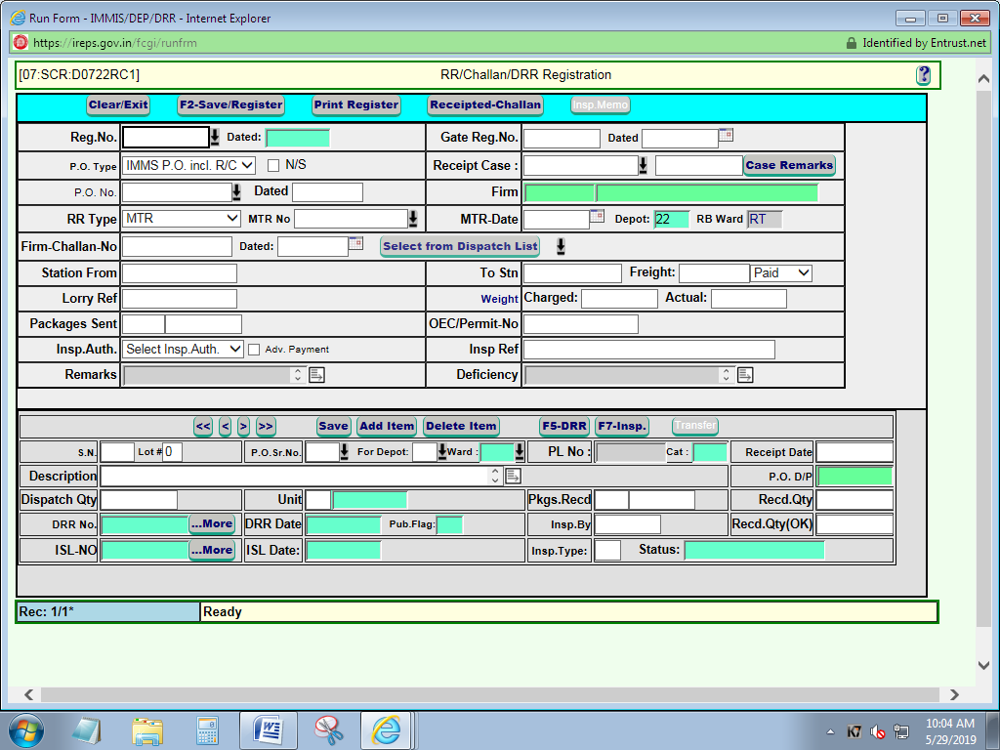 Run Form - IMMIS/DEP/DRR - Internet Explorer
https://ireps.gov.in/fcgi/runfrm Identified by Entrust.net
[07:SCR:D0722RC1] RR/Challan/DRR Registration ?
Clear/Exit F2-Save/Register Print Register Receipted-Challan Insp.Memo
Reg.No. Dated: Gate Reg.No. Dated
P.O. Type IMMS P.O. incl. R/C N/S Receipt Case : Case Remarks
P.O. No. Dated Firm
RR Type MTR MTR No MTR-Date Depot: 22 RB Ward RT
Firm-Challan-No Dated: Select from Dispatch List
Station From To Stn Freight: Paid
Lorry Ref Weight Charged: Actual:
Packages Sent OEC/Permit-No
Insp.Auth. Select Insp.Auth. Adv. Payment Insp Ref
Remarks Deficiency
<< < > >> Save Add Item Delete Item F5-DRR F7-Insp. Transfer
S.N. Lot # 0 P.O.Sr.No. For Depot: Ward : PL No : Cat : Receipt Date
Description P.O. D/P
Dispatch Qty Unit Pkgs.Recd Recd.Qty
DRR No. ...More DRR Date Pub.Flag: Insp.By Recd.Qty(OK)
ISL-NO ...More ISL Date: Insp.Type: Status:
Rec: 1/1* Ready
10:04 AM
5/29/2019